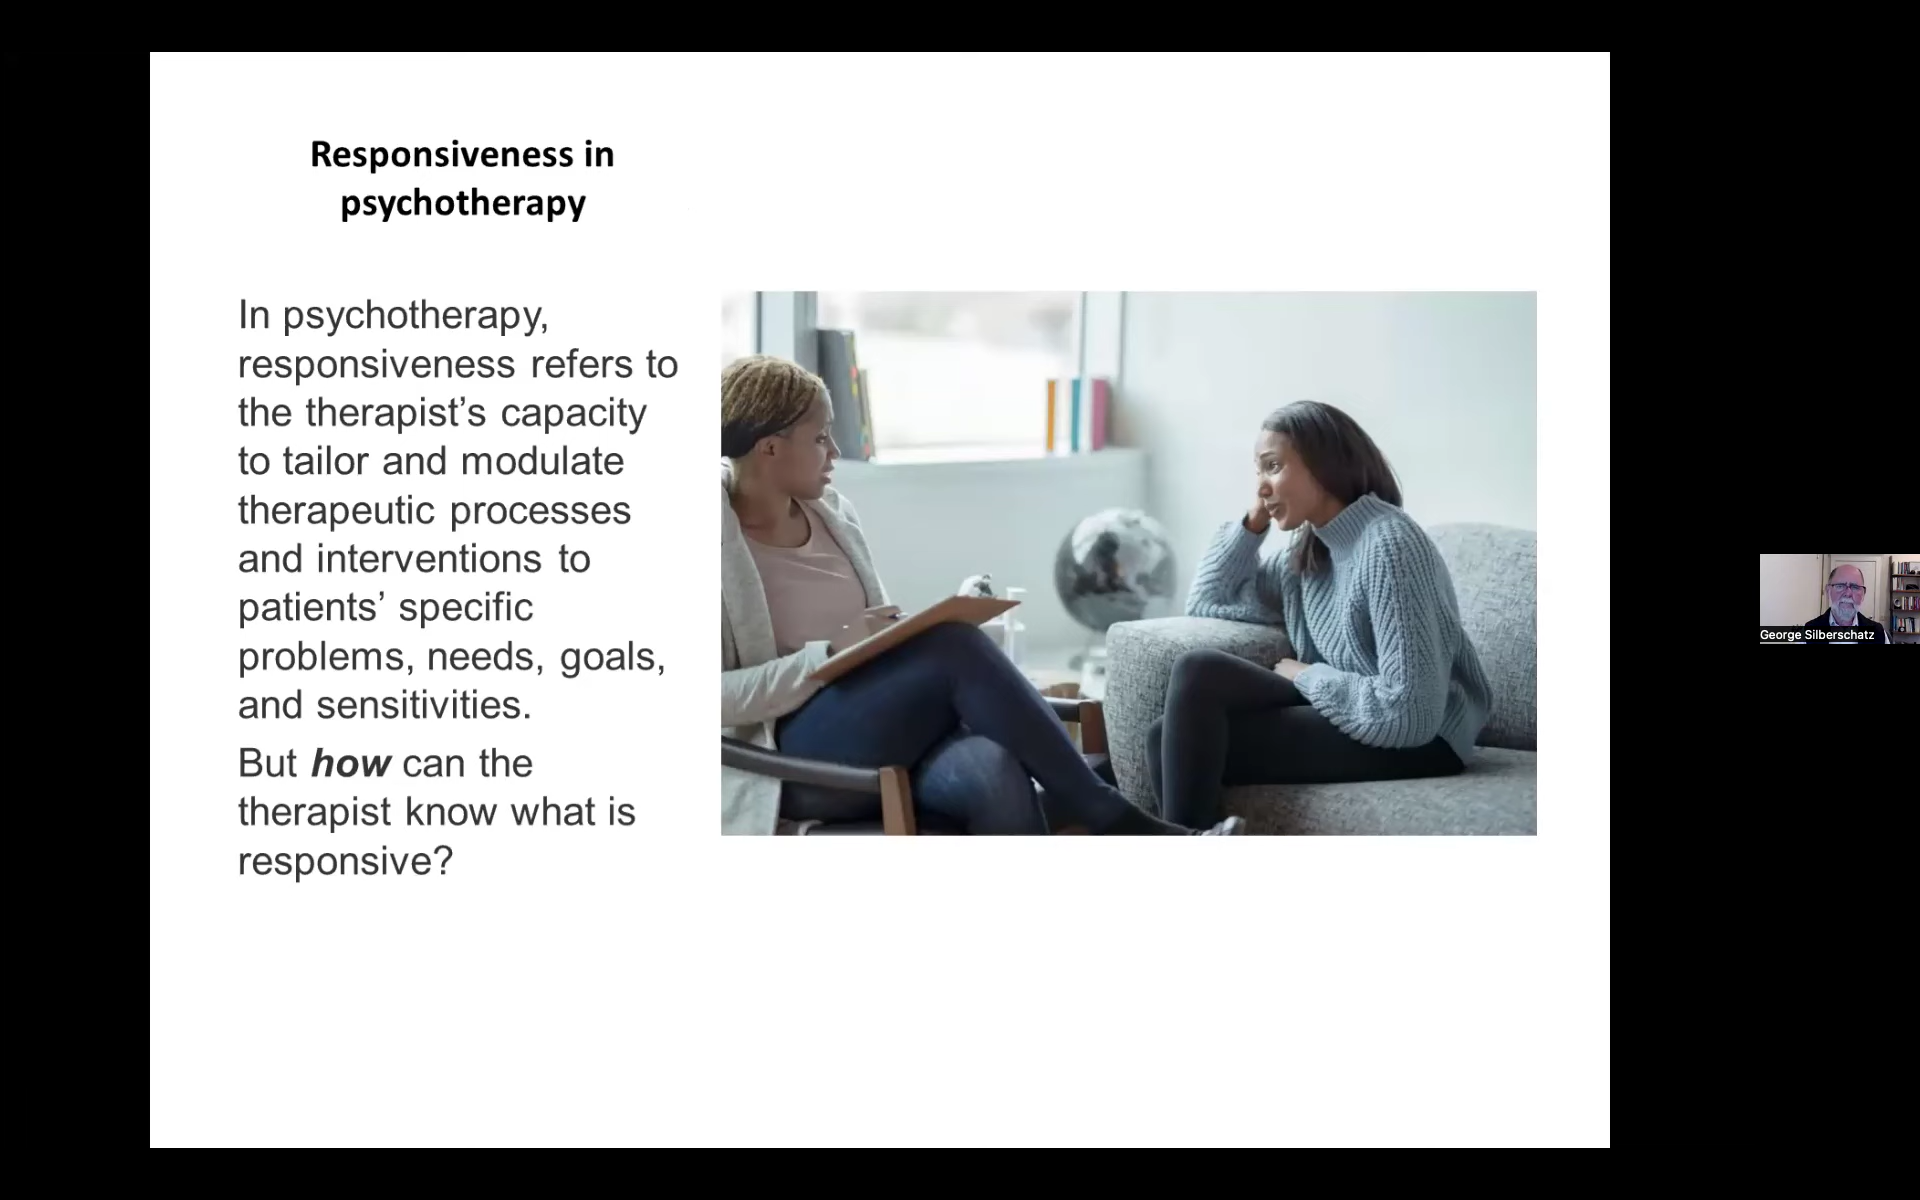 Responsiveness in
psychotherapy
In psychotherapy,
responsiveness refers to
the therapist’s capacity
to tailor and modulate
therapeutic processes
and interventions to
patients’ specific
problems, needs, goals,
and sensitivities.
But how can the
therapist know what is
responsive?
George Silberschatz